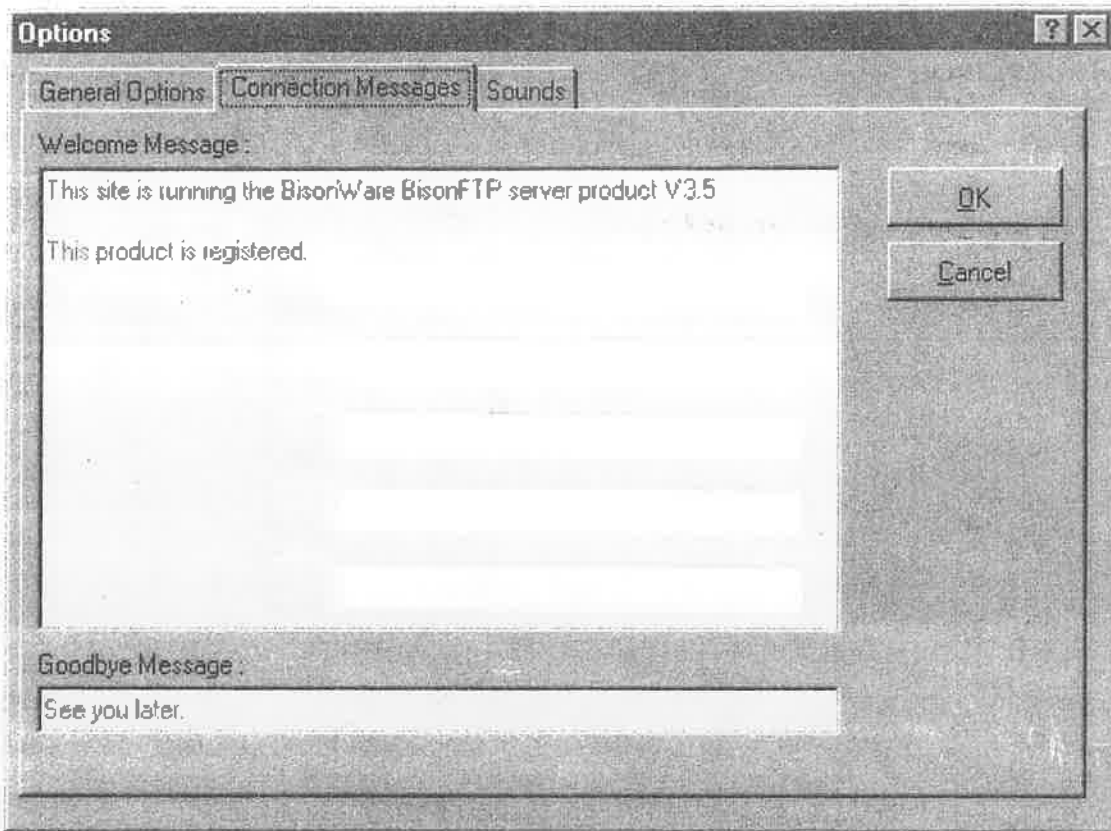 Options
General Options Connection Messages Sounds
Welcome Message :
This site is running the BisonWare BisonFTP server product V3.5
This product is registered.
OK
Cancel
Goodbye Message :
See you later.